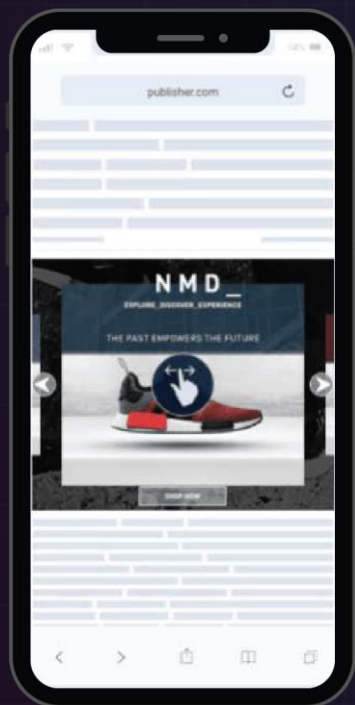 publisher.com
NMD_
EXPLORE_DISCOVER_EXPERIENCE
THE PAST EMPOWERS THE FUTURE
SHOP NOW